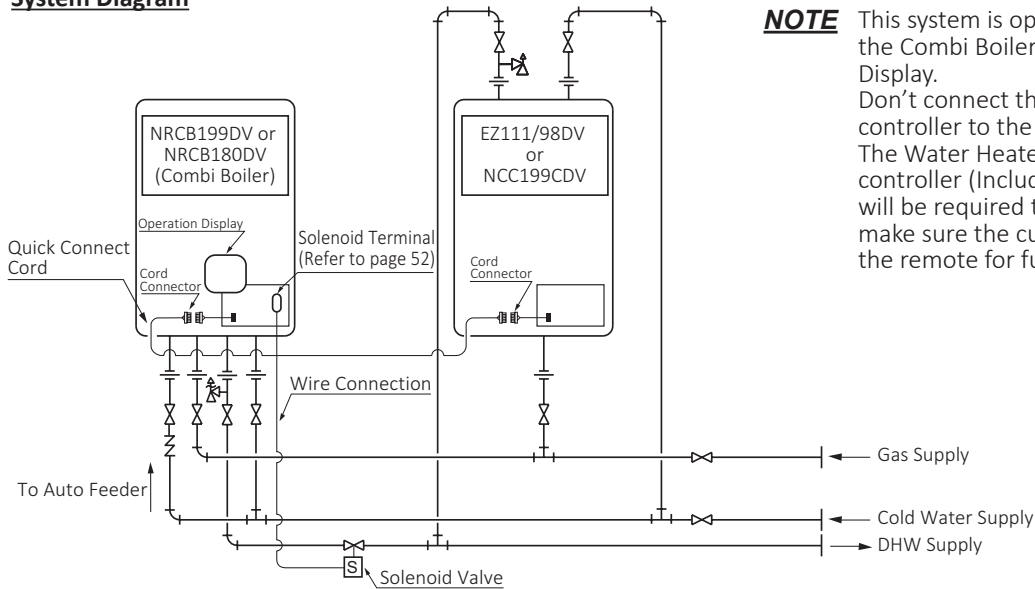 System Diagram
NOTE This system is op
the Combi Boiler
Display.
Don’t connect th
controller to the
The Water Heate
controller (Includ
will be required t
make sure the cu
the remote for fu
NRCB199DV or
NRCB180DV
(Combi Boiler)
EZ111/98DV
or
NCC199CDV
Operation Display
Quick Connect
Cord
Cord
Connector
Solenoid Terminal
(Refer to page 52)
Cord
Connector
Wire Connection
To Auto Feeder
Gas Supply
Cold Water Supply
DHW Supply
S
Solenoid Valve